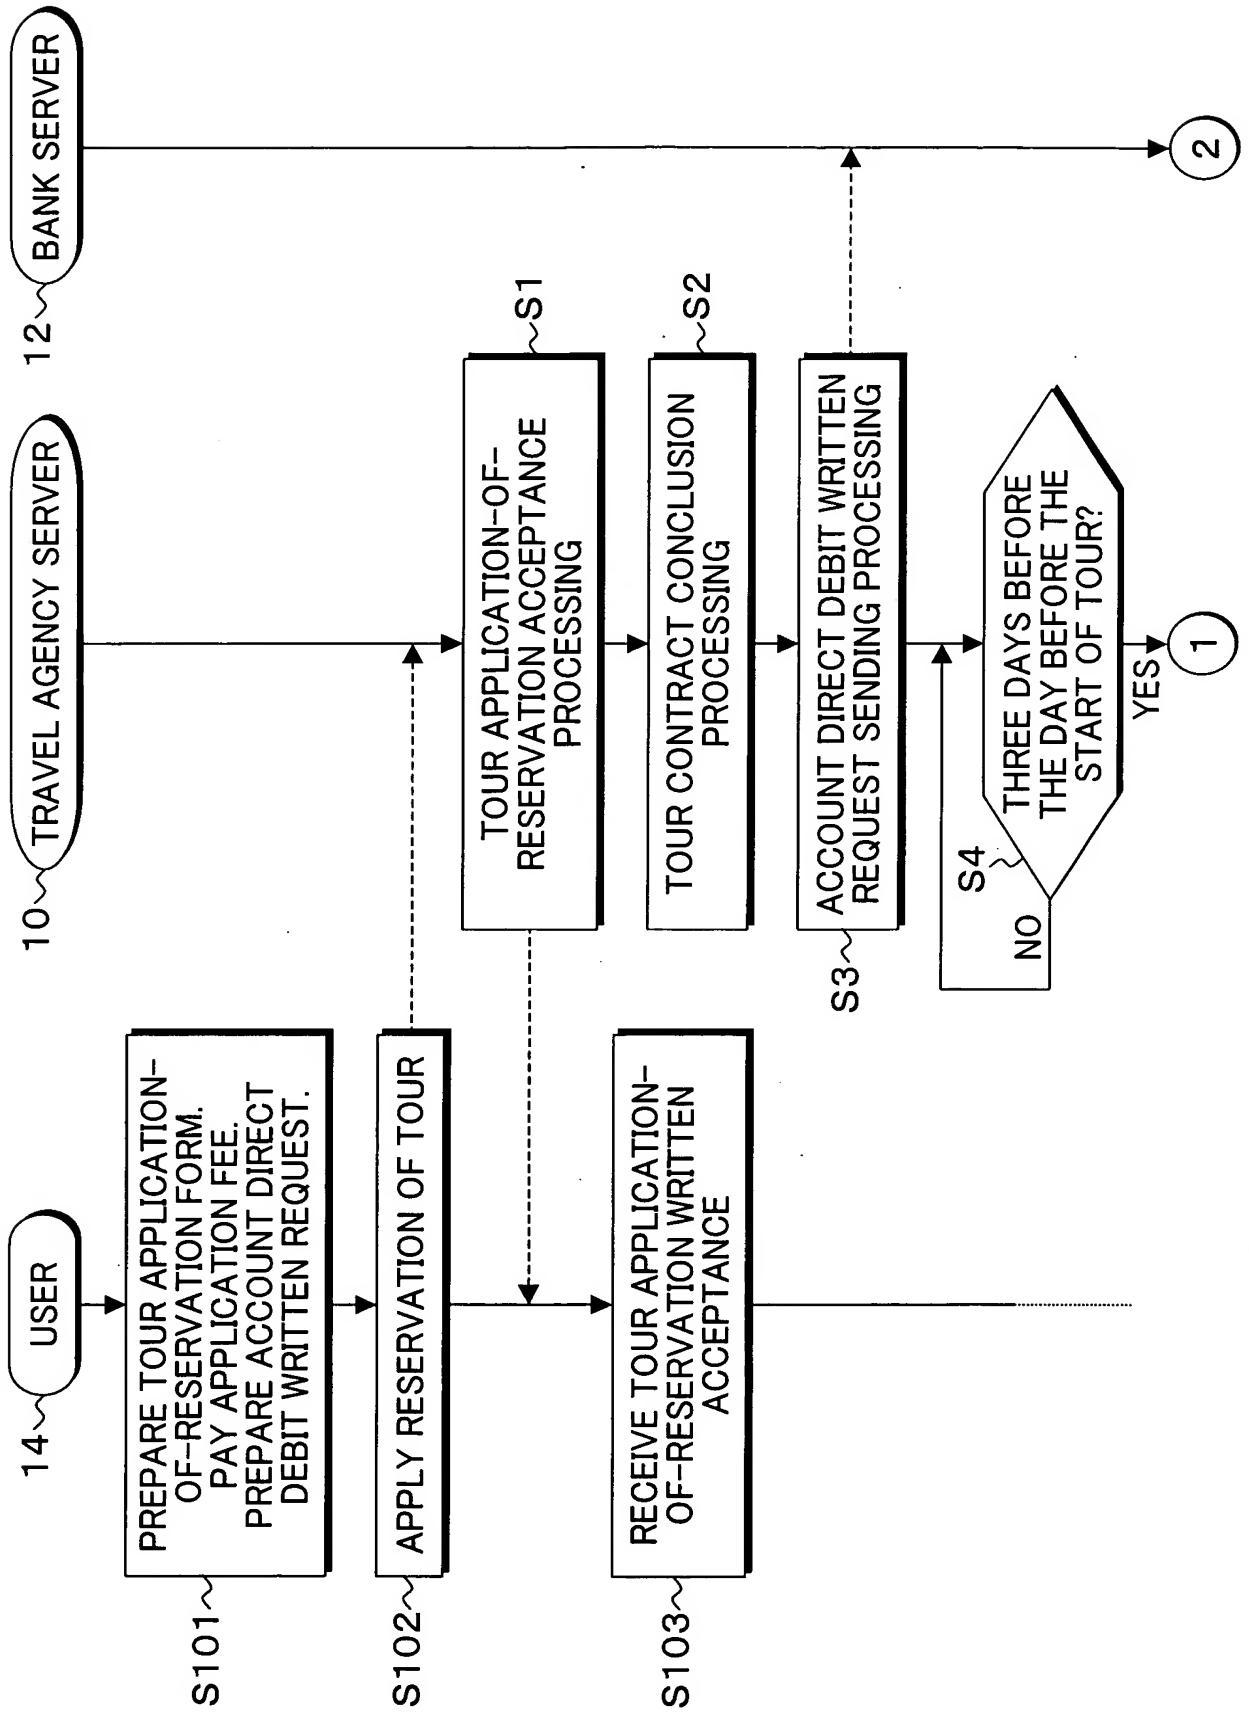 14
USER
10
TRAVEL AGENCY SERVER
12
BANK SERVER
S101
PREPARE TOUR APPLICATION-
OF-RESERVATION FORM.
PAY APPLICATION FEE.
PREPARE ACCOUNT DIRECT
DEBIT WRITTEN REQUEST.
S102
APPLY RESERVATION OF TOUR
TOUR APPLICATION-OF-
RESERVATION ACCEPTANCE
PROCESSING
S1
S103
RECEIVE TOUR APPLICATION-
OF-RESERVATION WRITTEN
ACCEPTANCE
TOUR CONTRACT CONCLUSION
PROCESSING
S2
S3
ACCOUNT DIRECT DEBIT WRITTEN
REQUEST SENDING PROCESSING
S4
THREE DAYS BEFORE
THE DAY BEFORE THE
START OF TOUR?
NO
YES
1
2